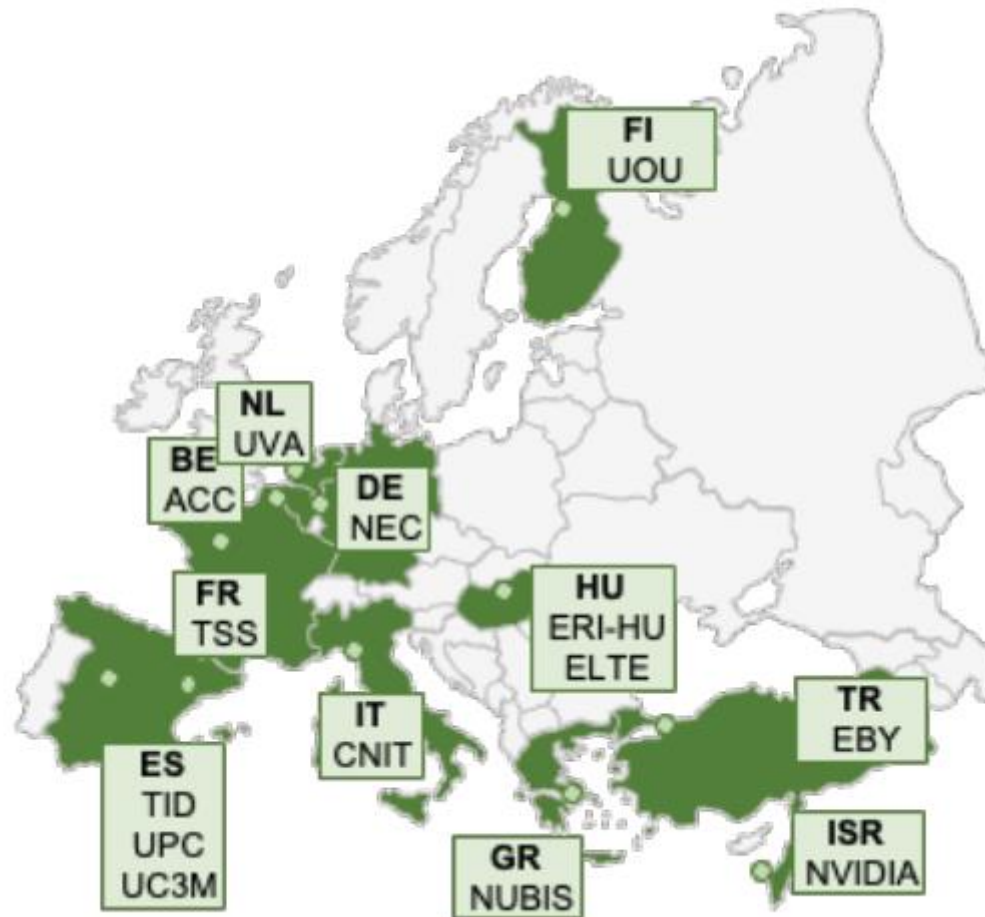 FI
UOU
NL
UVA
BE
ACC
DE
NEC
FR
TSS
HU
ERI-HU
ELTE
IT
CNIT
TR
EBY
ES
TID
UPC
UC3M
GR
NUBIS
ISR
NVIDIA